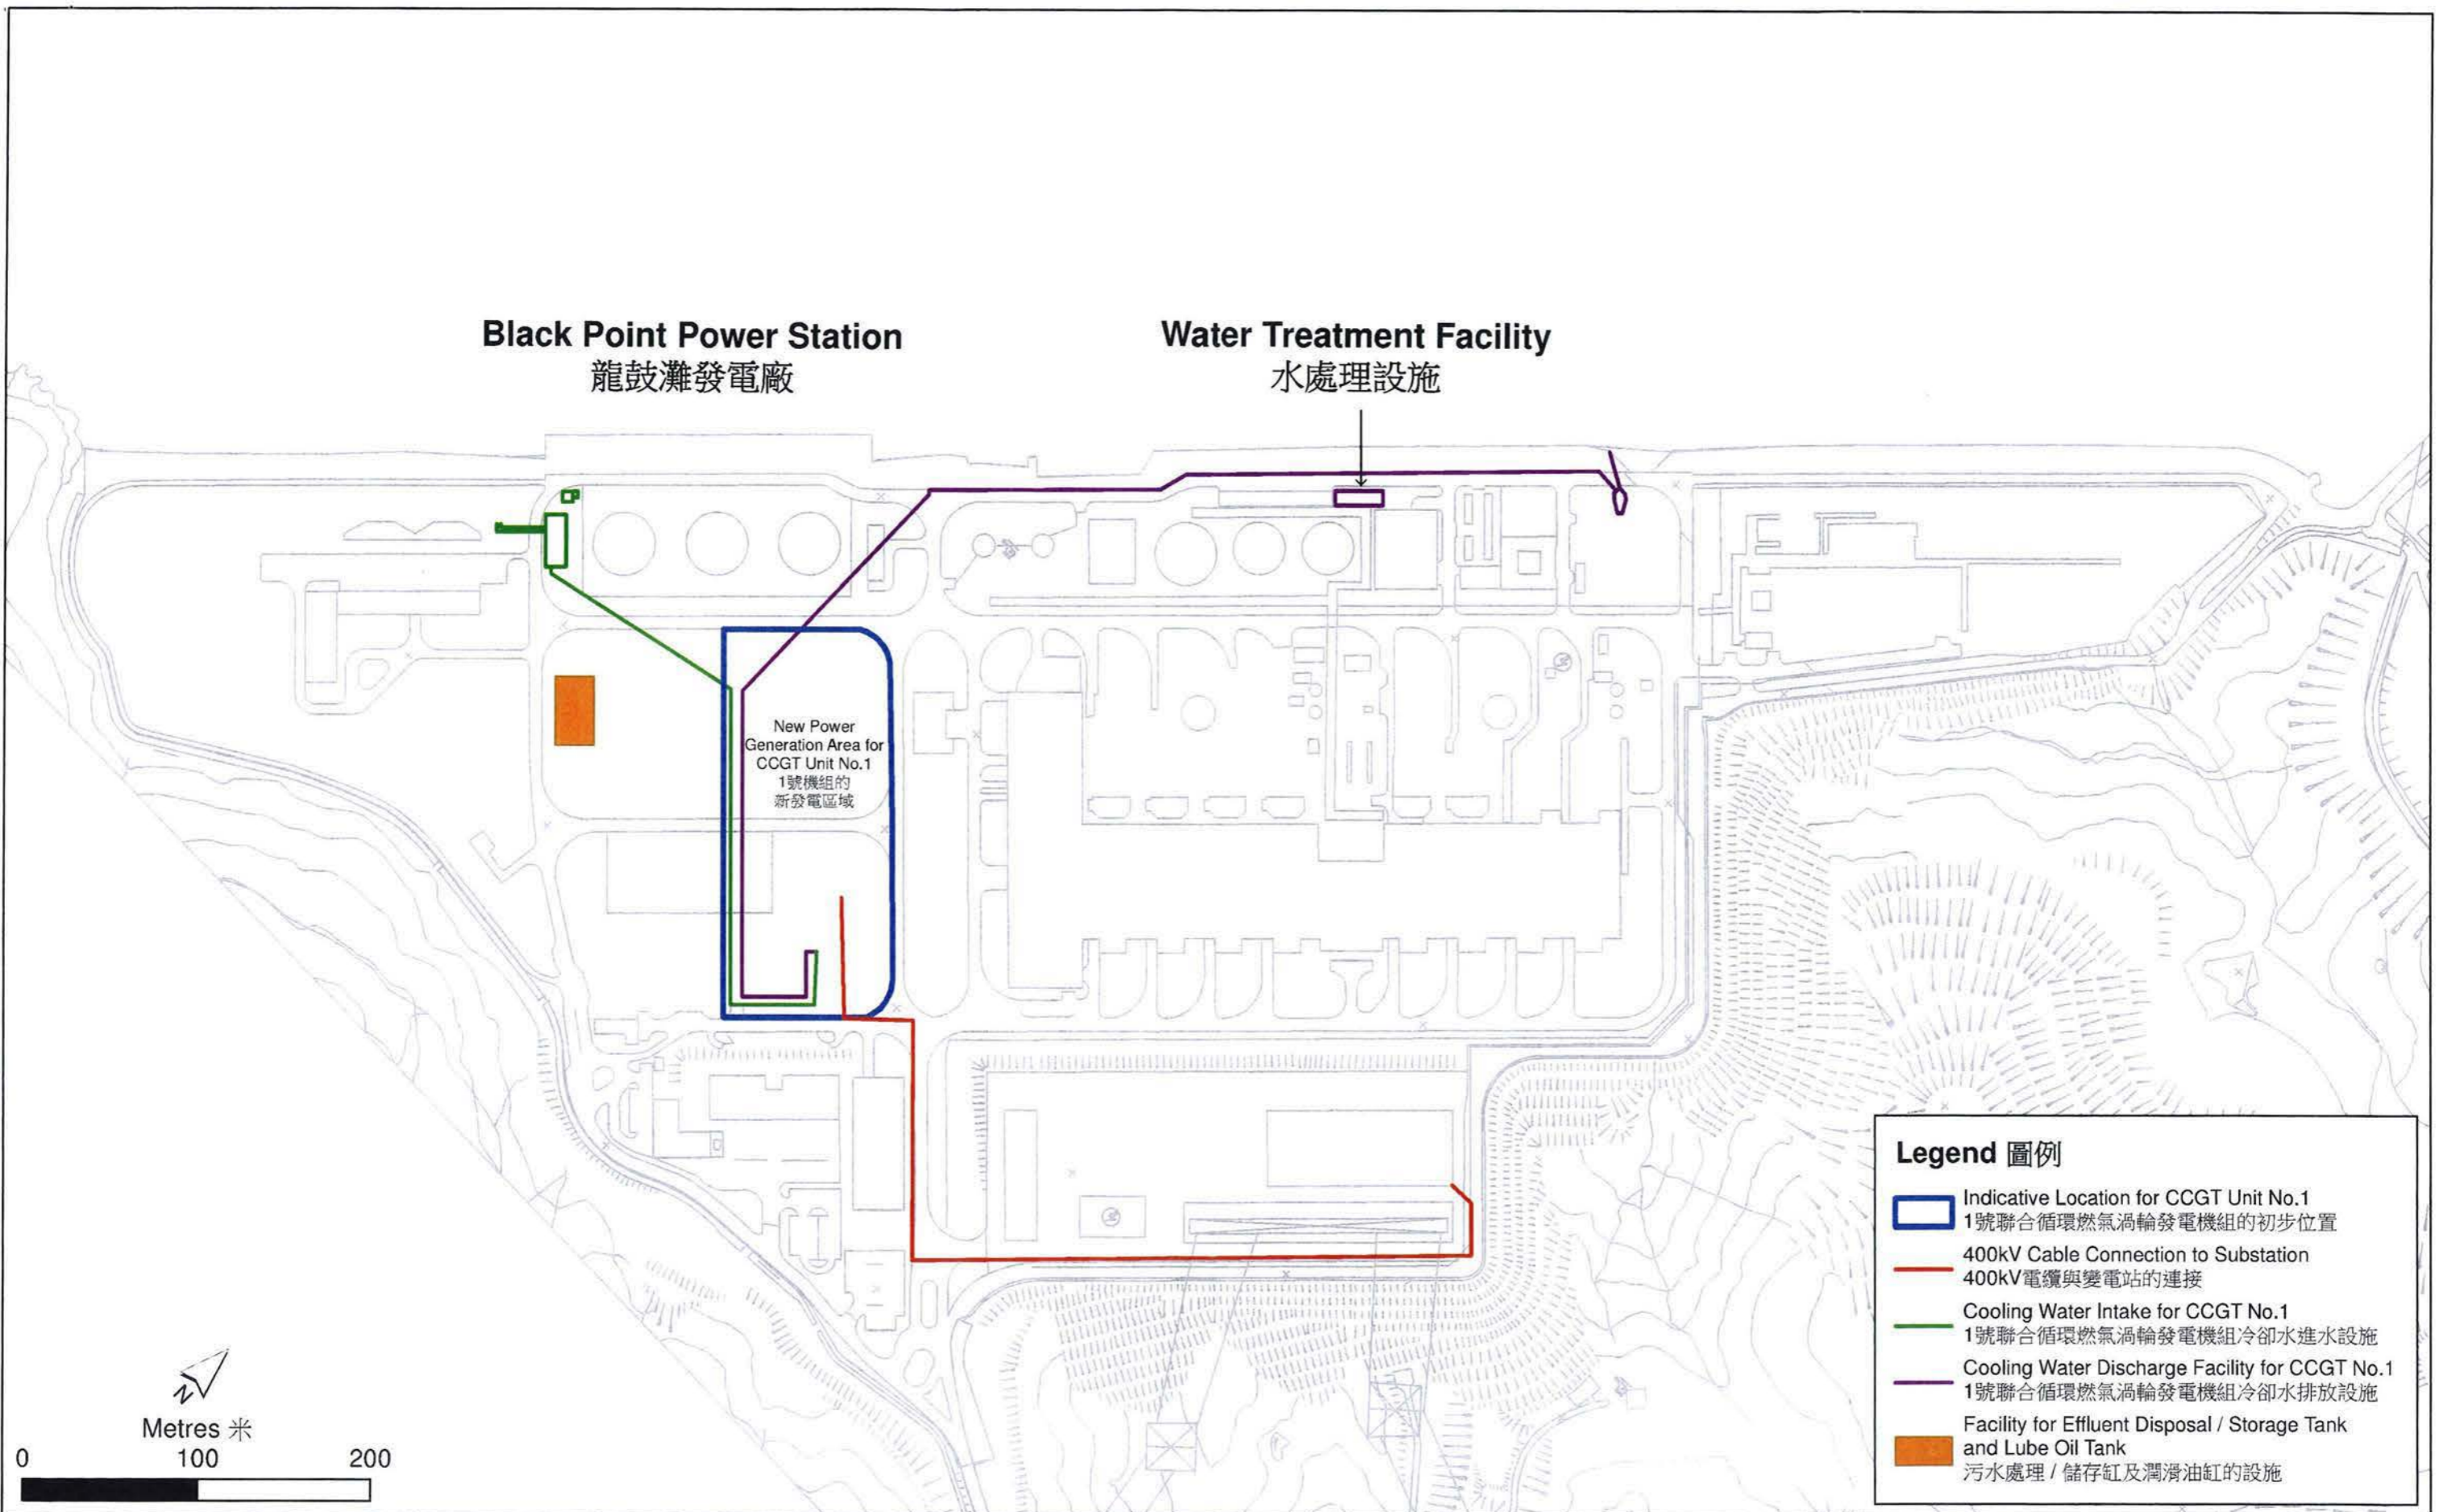 Black Point Power Station
龍鼓灘發電廠
Water Treatment Facility
水處理設施
New Power
Generation Area for
CCGT Unit No.1
1號機組的
新發電區域
Legend 圖例
Indicative Location for CCGT Unit No.1
1號聯合循環燃氣渦輪發電機組的初步位置
400kV Cable Connection to Substation
400kV電纜與變電站的連接
Cooling Water Intake for CCGT No.1
1號聯合循環燃氣渦輪發電機組冷卻水進水設施
Cooling Water Discharge Facility for CCGT No.1
1號聯合循環燃氣渦輪發電機組冷卻水排放設施
Facility for Effluent Disposal / Storage Tank
and Lube Oil Tank
污水處理 / 儲存缸及潤滑油缸的設施
N
Metres 米
0 100 200